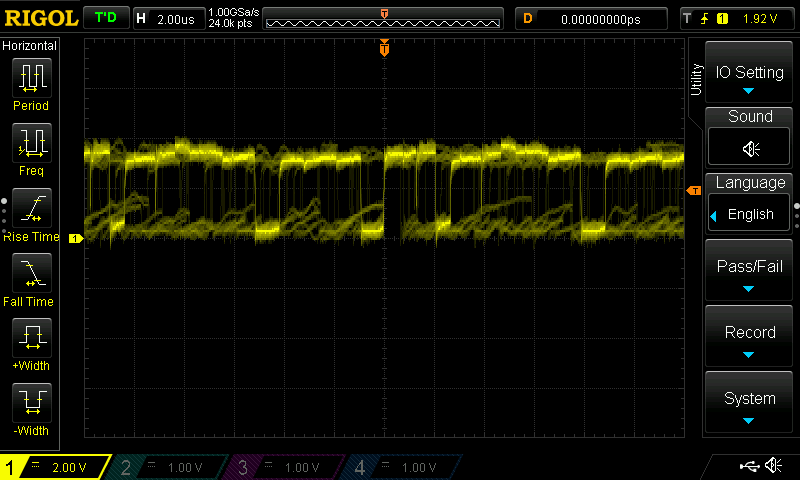 RIGOL T'D H 2.00us 1.00GSa/s
24.0k pts T D 0.00000000ps T 1 1.92 V
Horizontal
Period
Freq
Rise Time
Fall Time
+Width
-Width
T
T
1
Utility
IO Setting
Sound
Language
English
Pass/Fail
Record
System
1 2.00 V 2 1.00 V 3 1.00 V 4 1.00 V